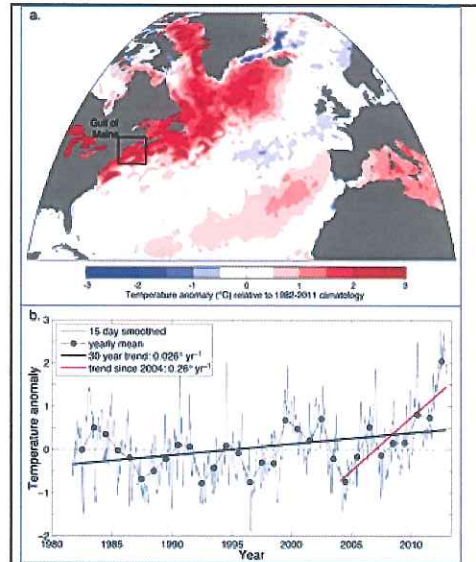 a.
Gulf of
Maine
-3 -2 -1 0 1 2 3
Temperature anomaly (°C) relative to 1982-2011 climatology
b.
15 day smoothed
yearly mean
30 year trend: 0.026° yr⁻¹
trend since 2004: 0.26° yr⁻¹
Temperature anomaly
3
2
1
0
-1
-2
1980 1985 1990 1995 2000 2005 2010
Year